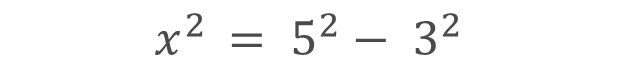 x² = 5² − 3²